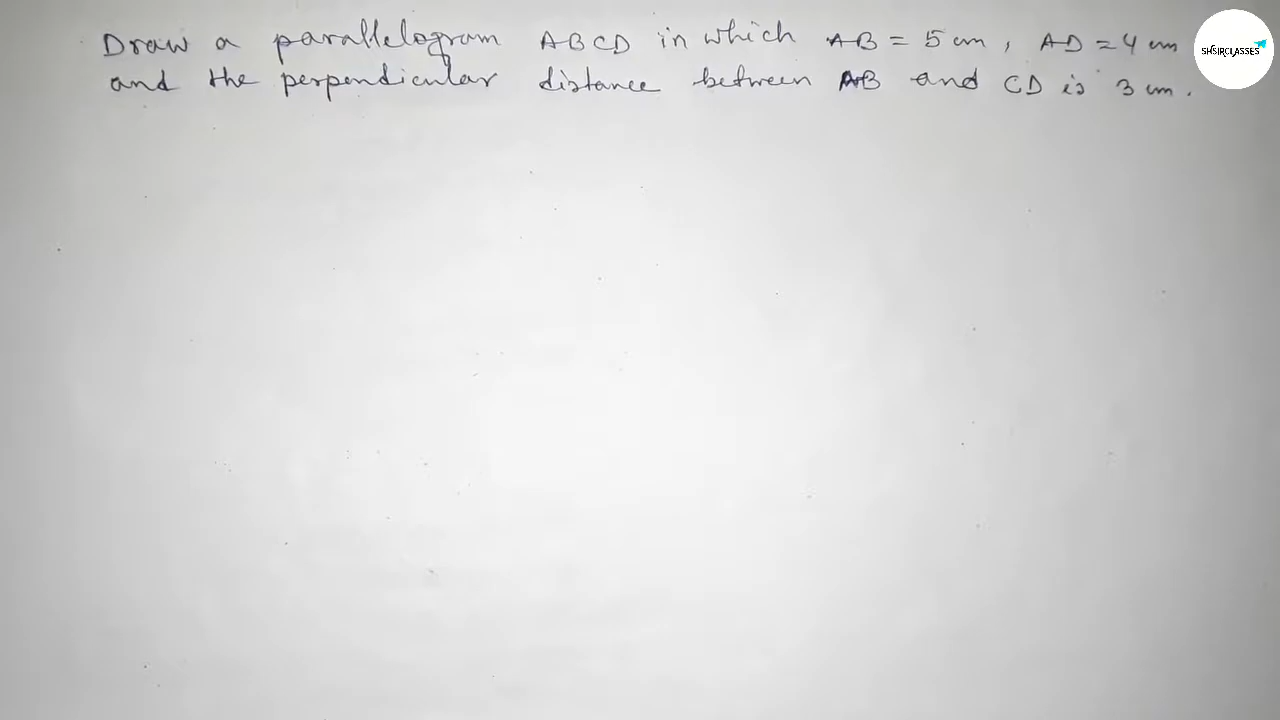 Draw a parallelogram ABCD in which AB = 5 cm, AD = 4 cm
and the perpendicular distance between AB and CD is 3 cm.
SHSIRCLASSES